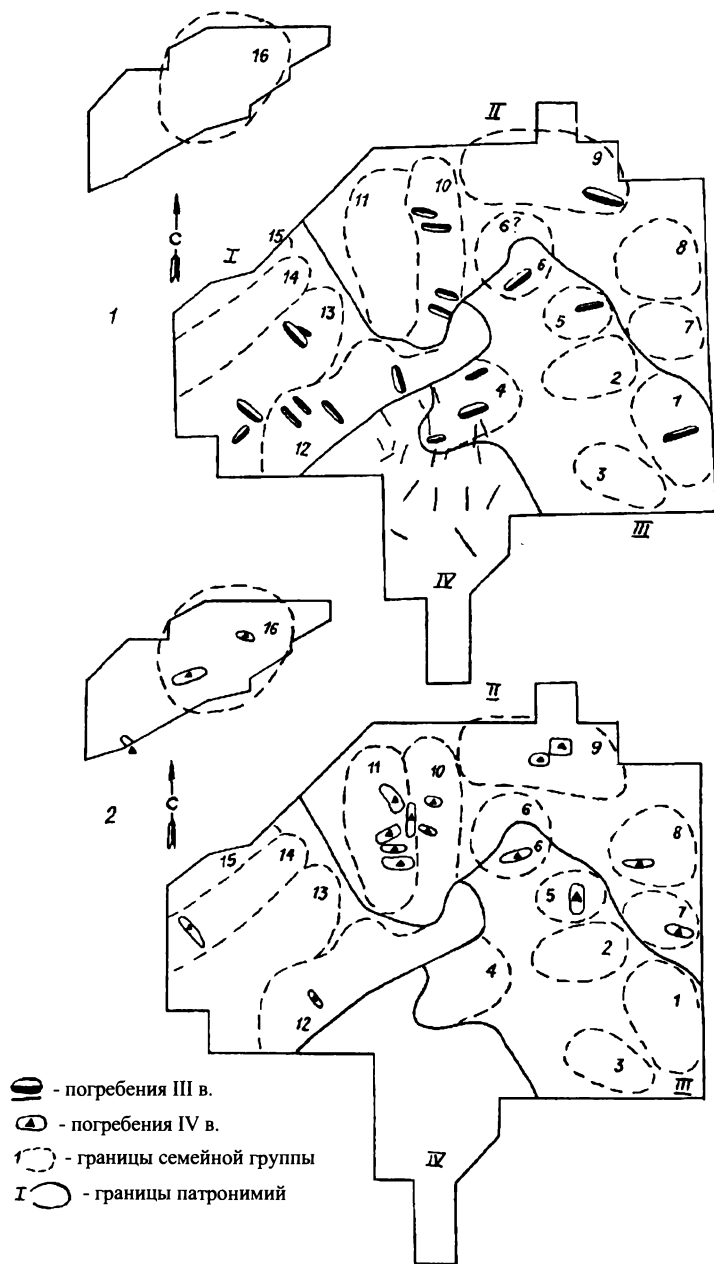 16
II
9
10
11
6?
8
15
I
6
14
С
13
5
7
1
2
4
1
12
3
III
IV
16
II
9
10
11
6
2
С
8
15
14
6
5
7
13
2
4
1
12
3
III
- погребения III в.
- погребения IV в.
1 - границы семейной группы
IV
I - границы патронимий